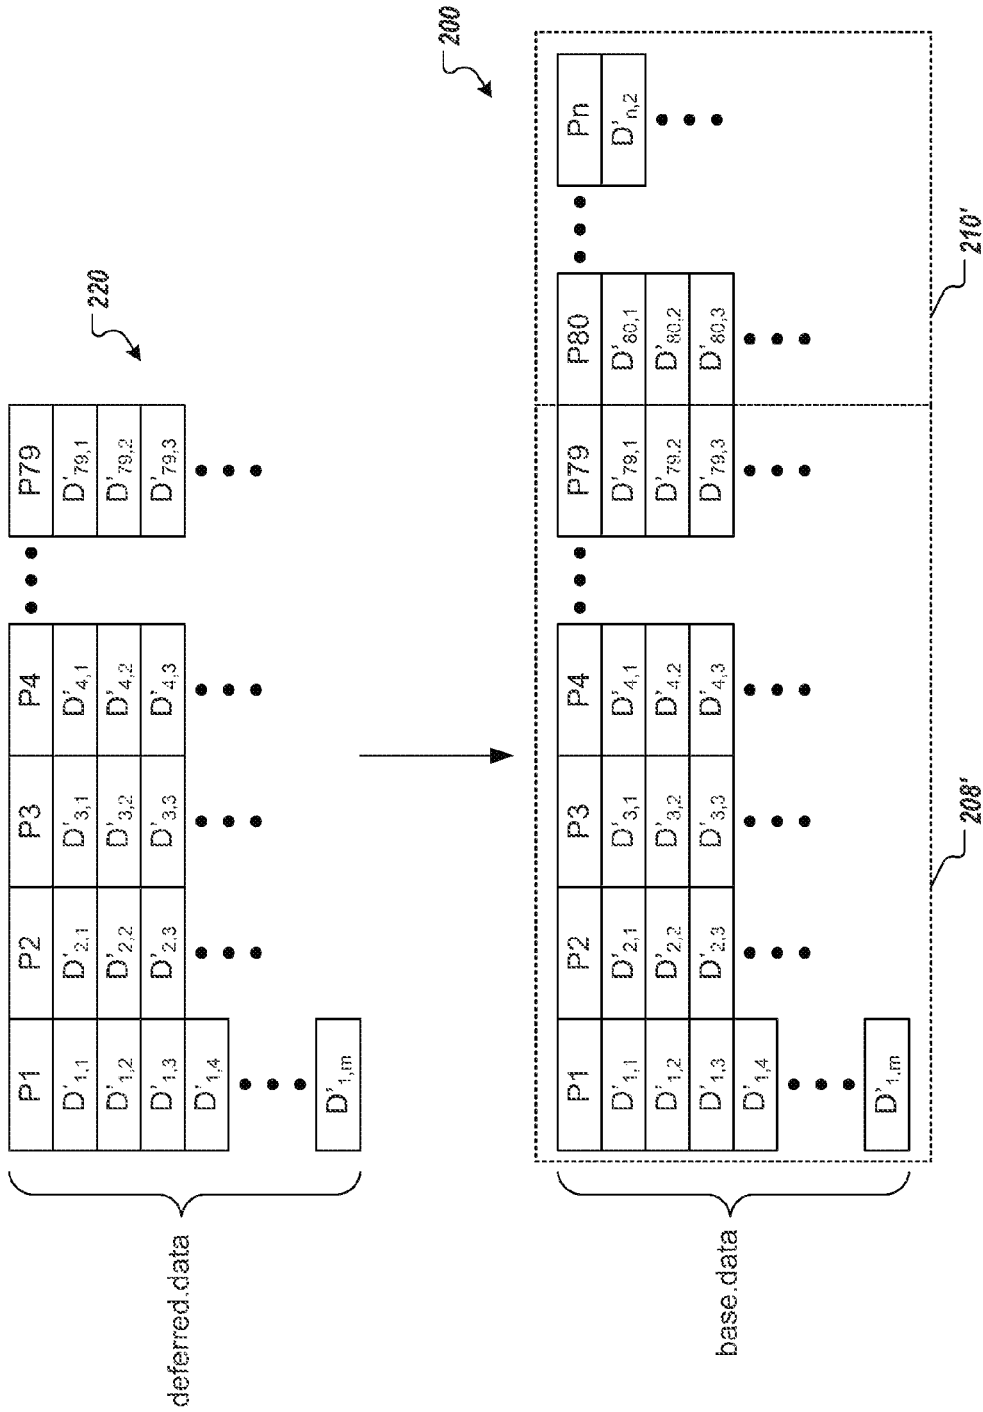 220
deferred.data
P1 P2 P3 P4 P79
D'1,1 D'2,1 D'3,1 D'4,1 D'79,1
D'1,2 D'2,2 D'3,2 D'4,2 D'79,2
D'1,3 D'2,3 D'3,3 D'4,3 D'79,3
D'1,4
D'1,m
200
base.data
P1 P2 P3 P4 P79 P80 Pn
D'1,1 D'2,1 D'3,1 D'4,1 D'79,1 D'80,1 D'n,2
D'1,2 D'2,2 D'3,2 D'4,2 D'79,2 D'80,2
D'1,3 D'2,3 D'3,3 D'4,3 D'79,3 D'80,3
D'1,4
D'1,m
208' 210'